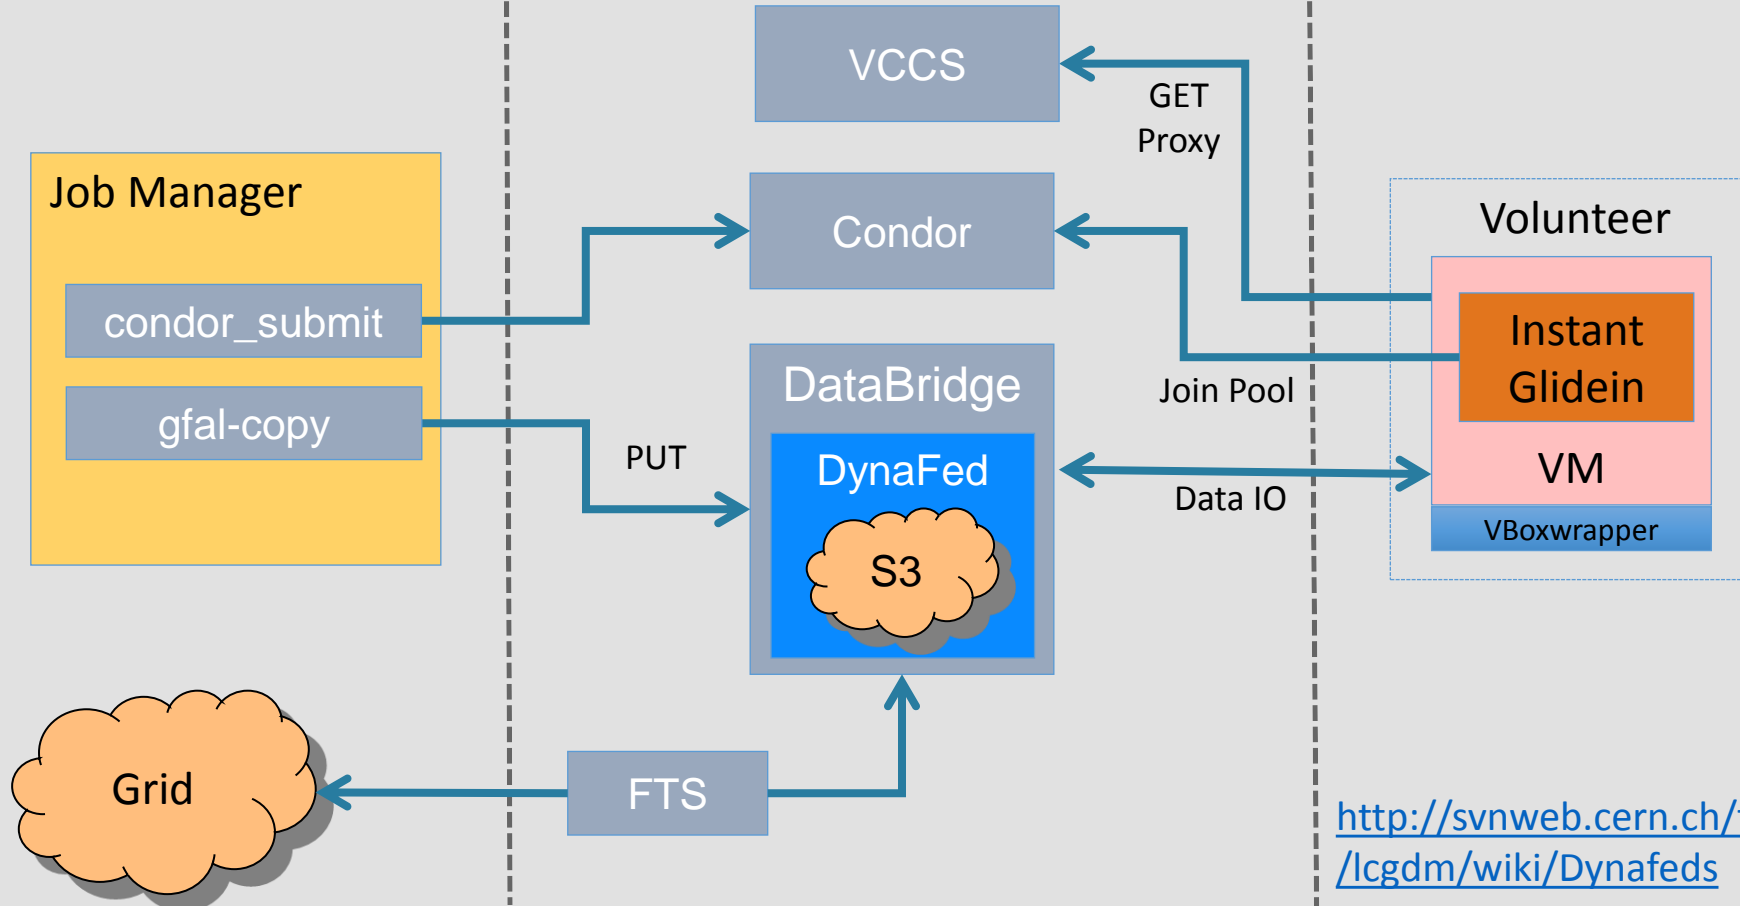 VCCS
GET
Proxy
Job Manager
Condor
Volunteer
condor_submit
Instant
Glidein
DataBridge
Join Pool
gfal-copy
PUT
DynaFed
VM
Data IO
VBoxwrapper
S3
Grid
FTS
http://svnweb.cern.ch/
/lcgdm/wiki/Dynafeds